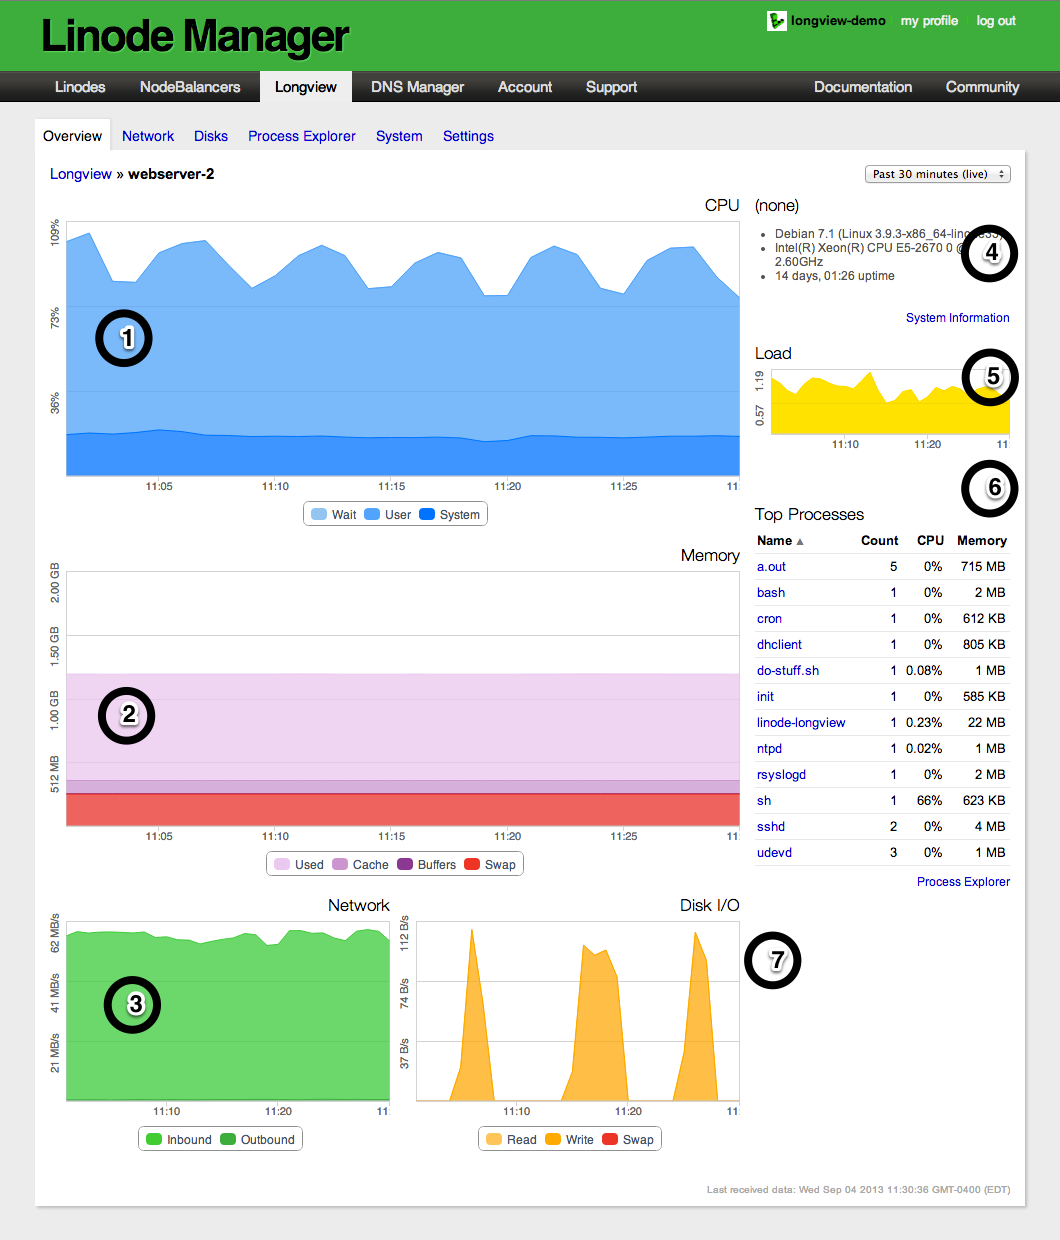 Linode Manager
longview-demo my profile log out
Linodes NodeBalancers Longview DNS Manager Account Support Documentation Community
Overview Network Disks Process Explorer System Settings
Longview » webserver-2
Past 30 minutes (live)
CPU
109%
73%
36%
1
11:05 11:10 11:15 11:20 11:25 11:
Wait User System
Memory
2.00 GB
1.50 GB
1.00 GB
512 MB
2
11:05 11:10 11:15 11:20 11:25 11:
Used Cache Buffers Swap
Network
62 MB/s
41 MB/s
21 MB/s
3
11:10 11:20 11:
Inbound Outbound
Disk I/O
112 B/s
74 B/s
37 B/s
11:10 11:20 11:
Read Write Swap
7
(none)
Debian 7.1 (Linux 3.9.3-x86_64-linode33)
Intel(R) Xeon(R) CPU E5-2670 0 @
2.60GHz
14 days, 01:26 uptime
4
System Information
Load
1.19
0.57
5
11:10 11:20 11:
6
Top Processes
Name ▲ Count CPU Memory
a.out 5 0% 715 MB
bash 1 0% 2 MB
cron 1 0% 612 KB
dhclient 1 0% 805 KB
do-stuff.sh 1 0.08% 1 MB
init 1 0% 585 KB
linode-longview 1 0.23% 22 MB
ntpd 1 0.02% 1 MB
rsyslogd 1 0% 2 MB
sh 1 66% 623 KB
sshd 2 0% 4 MB
udevd 3 0% 1 MB
Process Explorer
Last received data: Wed Sep 04 2013 11:30:36 GMT-0400 (EDT)